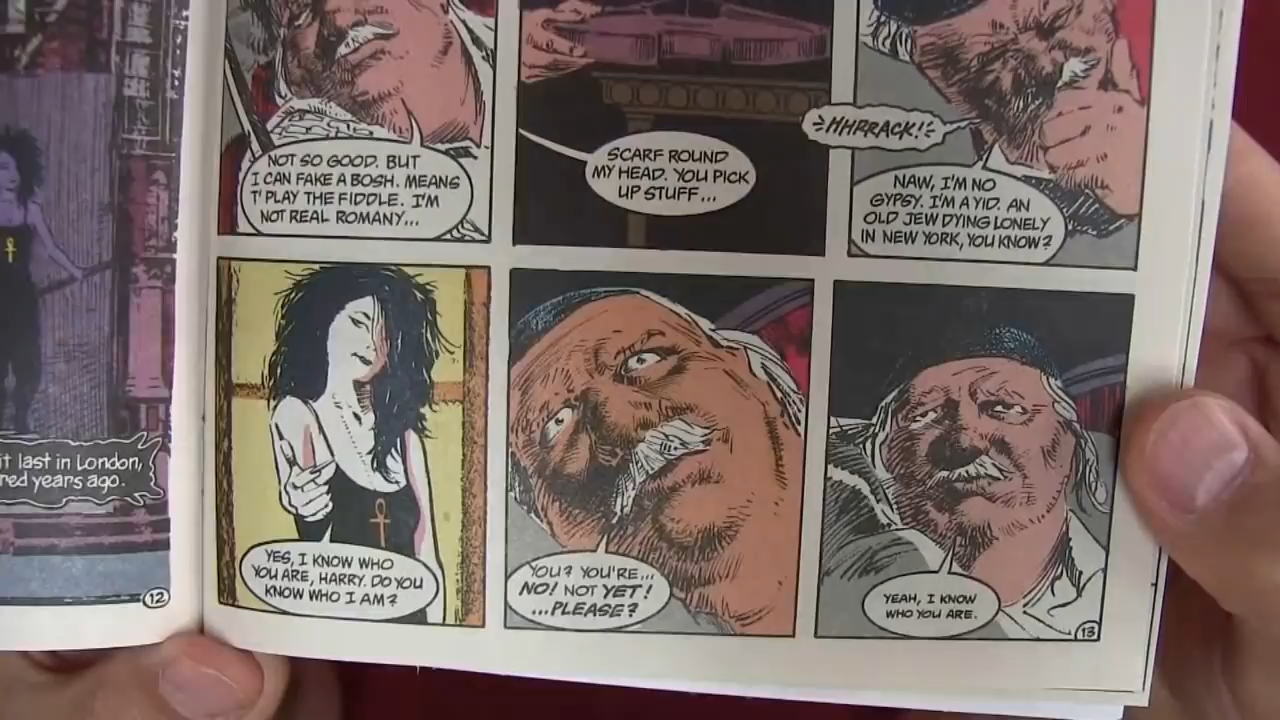 it last in London,
red years ago.
12
NOT SO GOOD. BUT
I CAN FAKE A BOSH. MEANS
T' PLAY THE FIDDLE. I'M
NOT REAL ROMANY...
SCARF ROUND
MY HEAD. YOU PICK
UP STUFF...
HHRRACK!
NAW, I'M NO
GYPSY. I'M A YID. AN
OLD JEW DYING LONELY
IN NEW YORK, YOU KNOW?
YES, I KNOW WHO
YOU ARE, HARRY. DO YOU
KNOW WHO I AM?
YOU? YOU'RE...
NO! NOT YET!
...PLEASE?
YEAH, I KNOW
WHO YOU ARE.
13